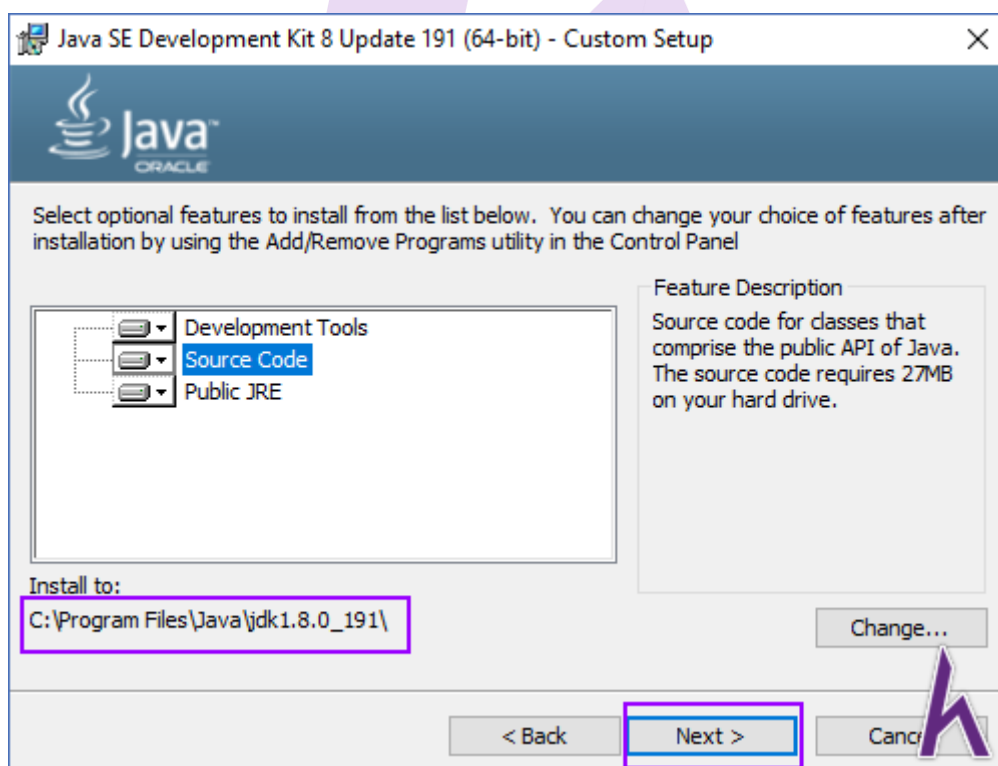 Java SE Development Kit 8 Update 191 (64-bit) - Custom Setup
Java™
ORACLE
Select optional features to install from the list below.  You can change your choice of features after
installation by using the Add/Remove Programs utility in the Control Panel
Development Tools
Source Code
Public JRE
Feature Description
Source code for classes that
comprise the public API of Java.
The source code requires 27MB
on your hard drive.
Install to:
C:\Program Files\Java\jdk1.8.0_191\
Change...
< Back
Next >